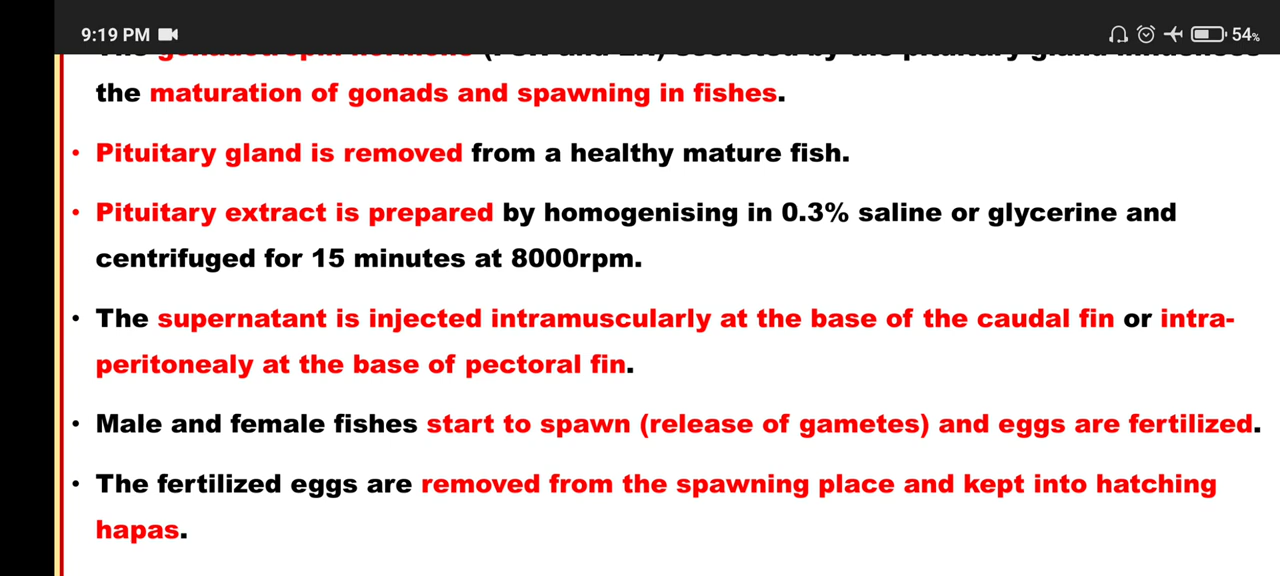 9:19 PM
54%
the maturation of gonads and spawning in fishes.
• Pituitary gland is removed from a healthy mature fish.
• Pituitary extract is prepared by homogenising in 0.3% saline or glycerine and
centrifuged for 15 minutes at 8000rpm.
• The supernatant is injected intramuscularly at the base of the caudal fin or intra-
peritonealy at the base of pectoral fin.
• Male and female fishes start to spawn (release of gametes) and eggs are fertilized.
• The fertilized eggs are removed from the spawning place and kept into hatching
hapas.